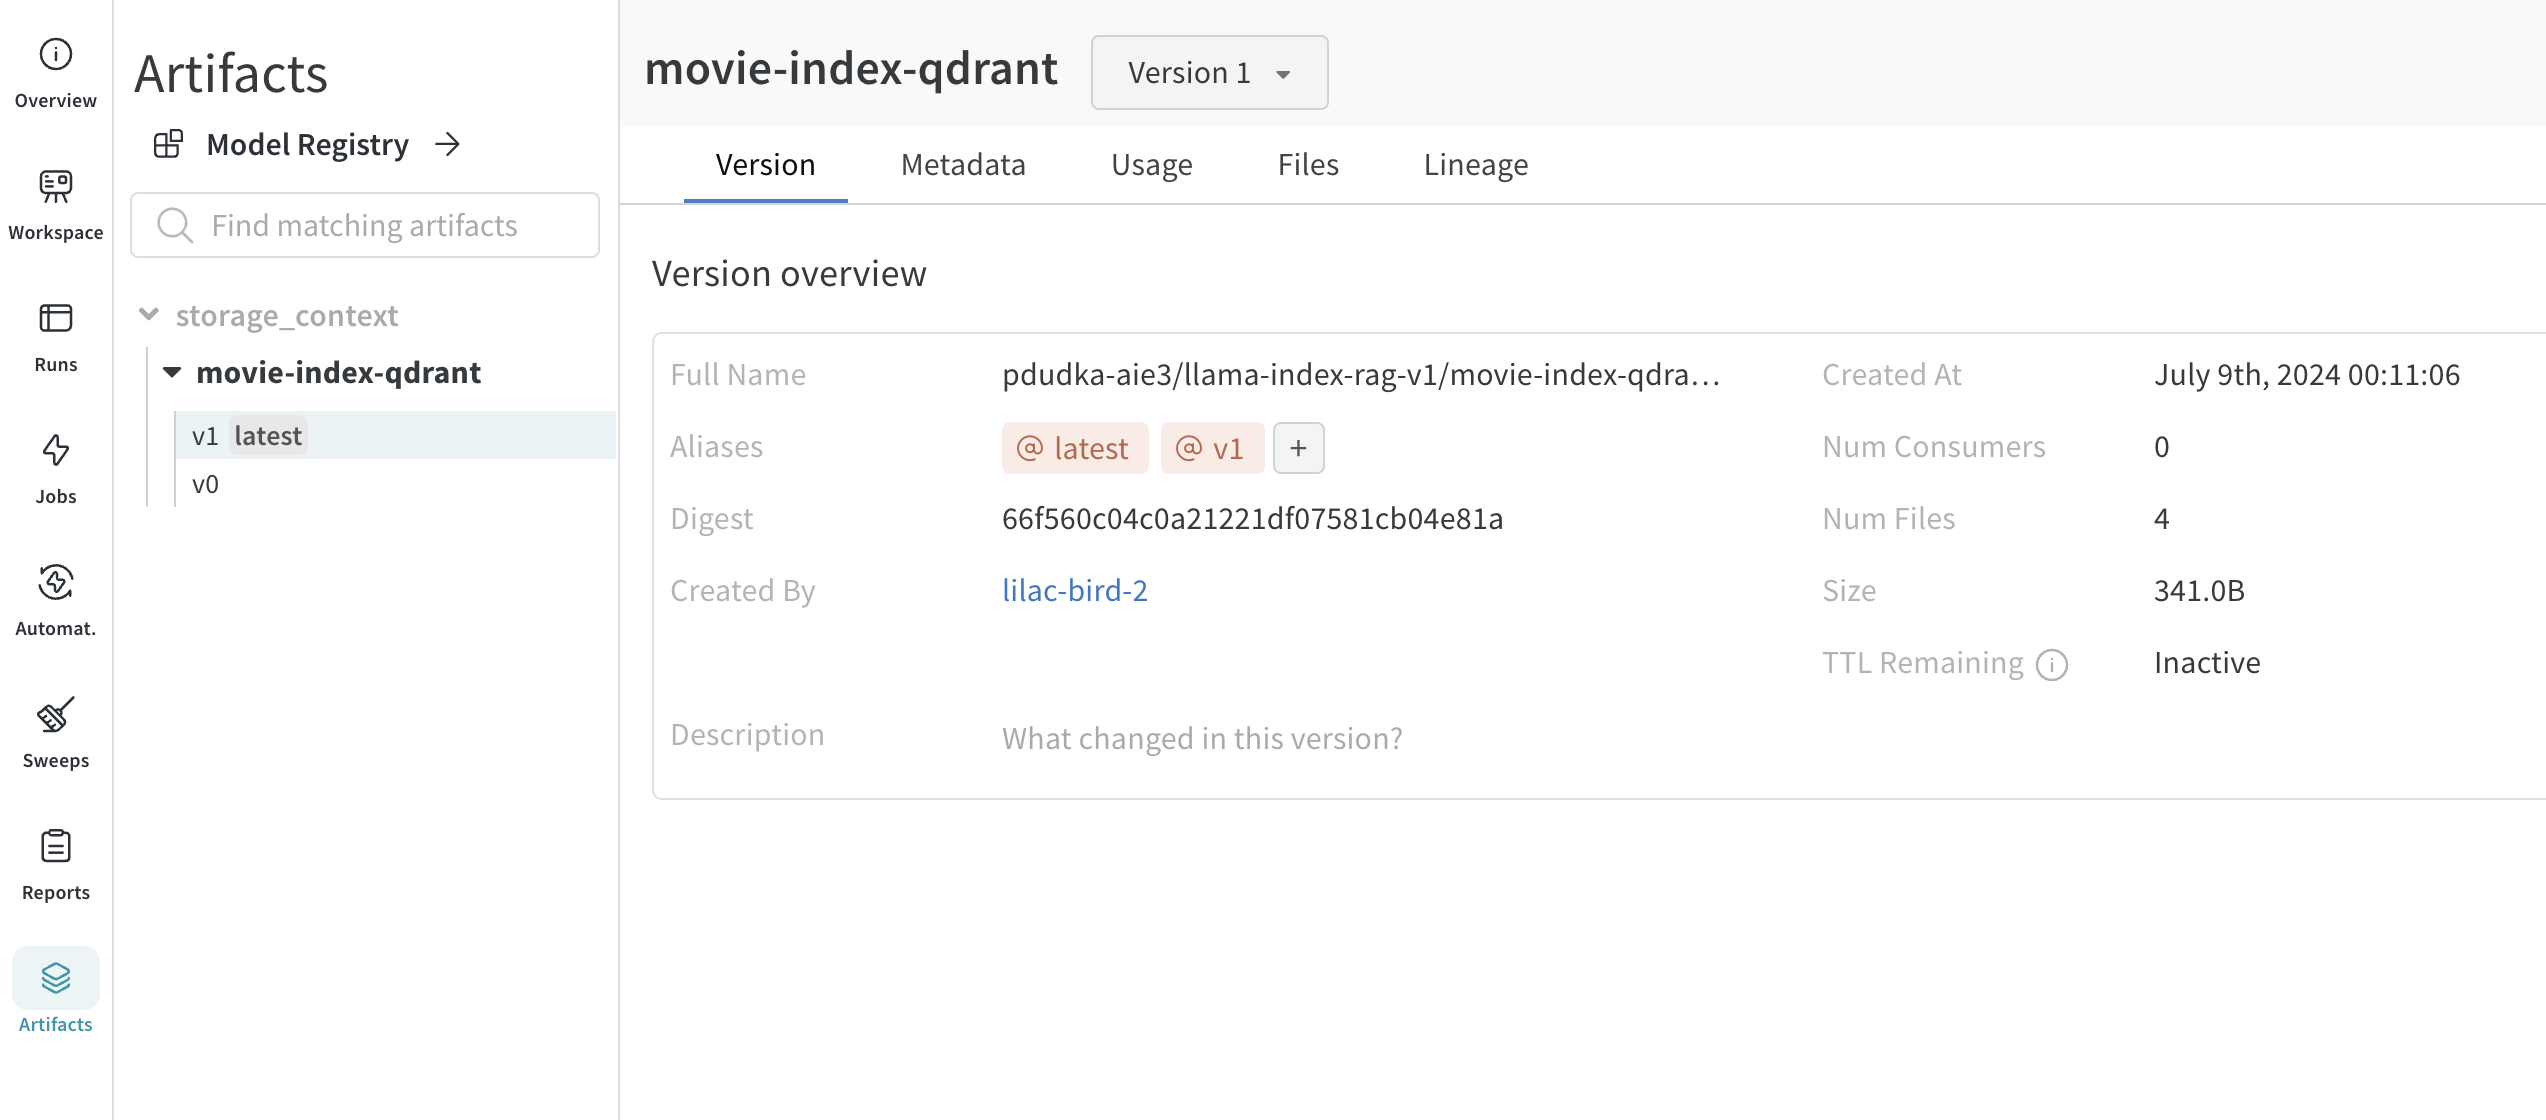 Overview
Workspace
Runs
Jobs
Automat.
Sweeps
Reports
Artifacts
Artifacts
Model Registry
Find matching artifacts
storage_context
movie-index-qdrant
v1 latest
v0
movie-index-qdrant Version 1
Version Metadata Usage Files Lineage
Version overview
Full Name pdudka-aie3/llama-index-rag-v1/movie-index-qdra... Created At July 9th, 2024 00:11:06
Aliases @ latest @ v1 + Num Consumers 0
Digest 66f560c04c0a21221df07581cb04e81a Num Files 4
Created By lilac-bird-2 Size 341.0B
TTL Remaining Inactive
Description What changed in this version?